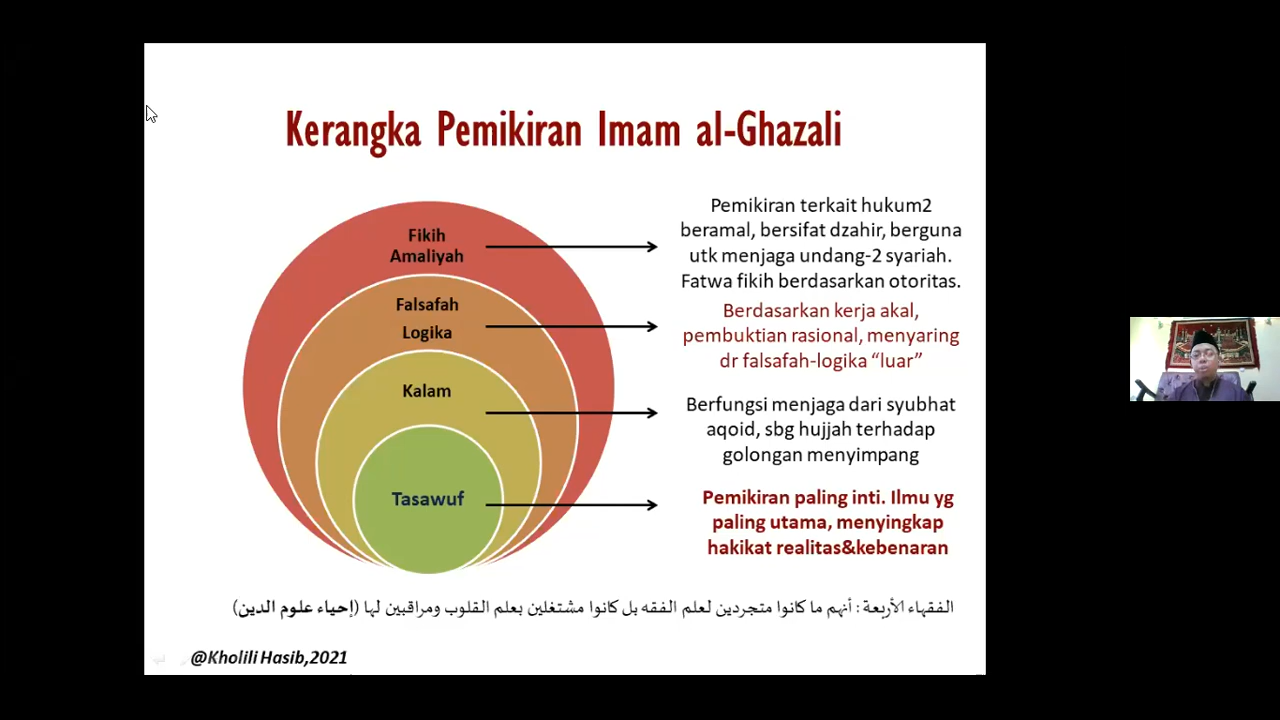 Kerangka Pemikiran Imam al-Ghazali
Fikih
Amaliyah
Pemikiran terkait hukum2
beramal, bersifat dzahir, berguna
utk menjaga undang-2 syariah.
Fatwa fikih berdasarkan otoritas.
Falsafah
Logika
Berdasarkan kerja akal,
pembuktian rasional, menyaring
dr falsafah-logika “luar”
Kalam
Berfungsi menjaga dari syubhat
aqoid, sbg hujjah terhadap
golongan menyimpang
Tasawuf
Pemikiran paling inti. Ilmu yg
paling utama, menyingkap
hakikat realitas&kebenaran
الفقهاء الأربعة : أنهم ما كانوا متجردين لعلم الفقه بل كانوا مشتغلين بعلم القلوب ومراقبين لها (إحياء علوم الدين)
@Kholili Hasib,2021